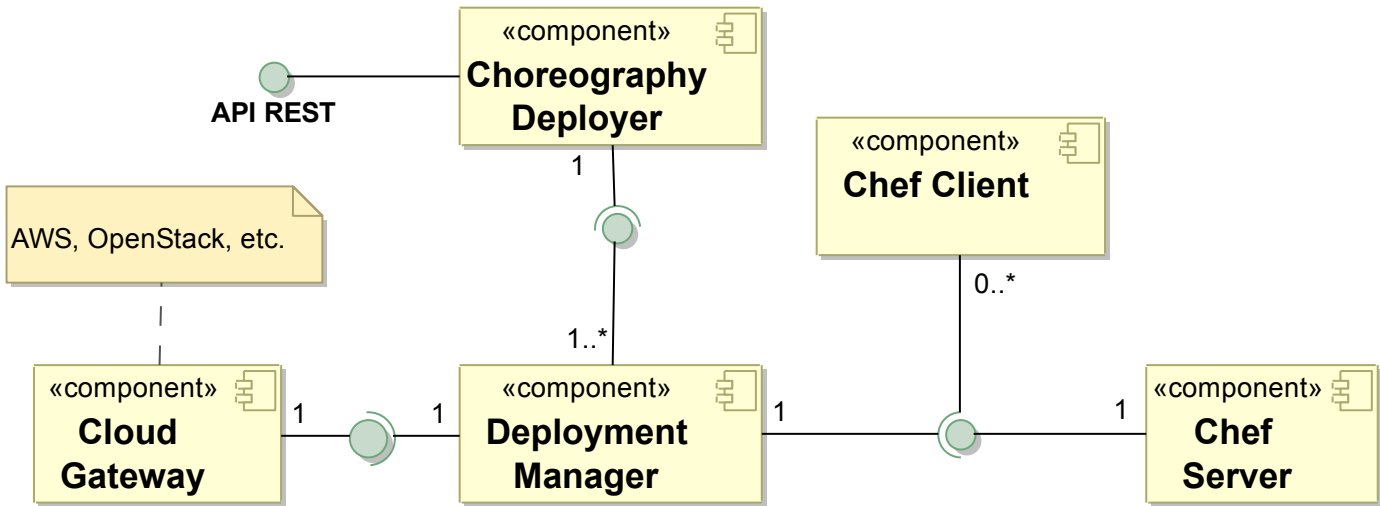 «component»
Choreography
Deployer
API REST
1
«component»
Chef Client
AWS, OpenStack, etc.
0..*
1..*
«component»
Cloud
Gateway
1
1
«component»
Deployment
Manager
1
1
«component»
Chef
Server